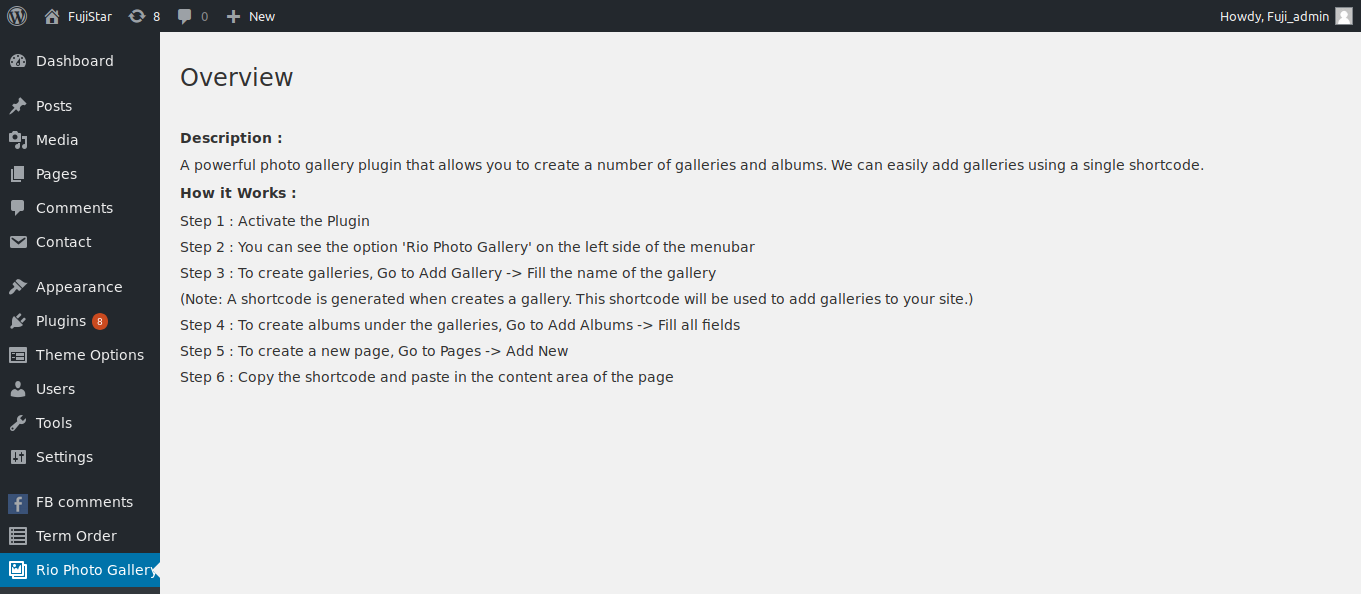 FujiStar 8 0 New Howdy, Fuji_admin
Dashboard
Posts
Media
Pages
Comments
Contact
Appearance
Plugins 8
Theme Options
Users
Tools
Settings
FB comments
Term Order
Rio Photo Gallery
Overview
Description :
A powerful photo gallery plugin that allows you to create a number of galleries and albums. We can easily add galleries using a single shortcode.
How it Works :
Step 1 : Activate the Plugin
Step 2 : You can see the option 'Rio Photo Gallery' on the left side of the menubar
Step 3 : To create galleries, Go to Add Gallery -> Fill the name of the gallery
(Note: A shortcode is generated when creates a gallery. This shortcode will be used to add galleries to your site.)
Step 4 : To create albums under the galleries, Go to Add Albums -> Fill all fields
Step 5 : To create a new page, Go to Pages -> Add New
Step 6 : Copy the shortcode and paste in the content area of the page